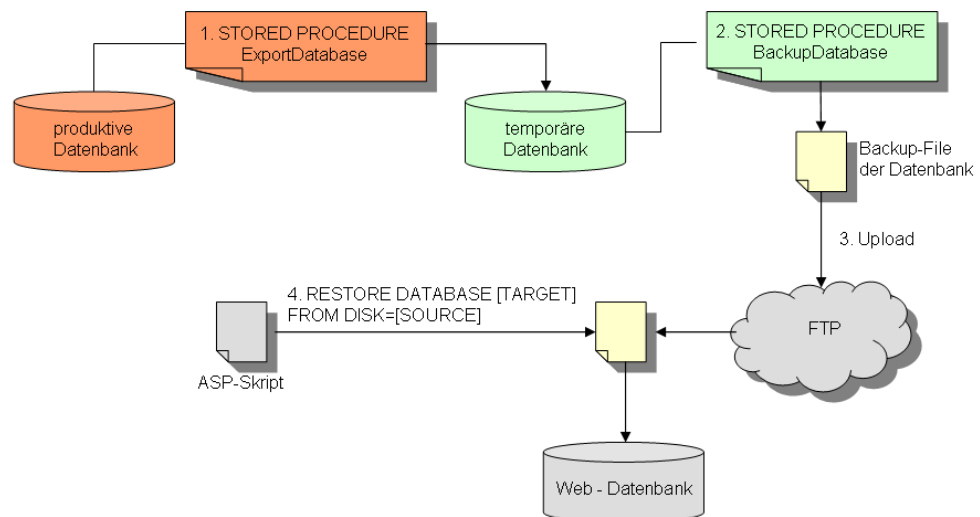 1. STORED PROCEDURE
ExportDatabase
2. STORED PROCEDURE
BackupDatabase
produktive
Datenbank
temporäre
Datenbank
Backup-File
der Datenbank
3. Upload
4. RESTORE DATABASE [TARGET]
FROM DISK=[SOURCE]
FTP
ASP-Skript
Web - Datenbank